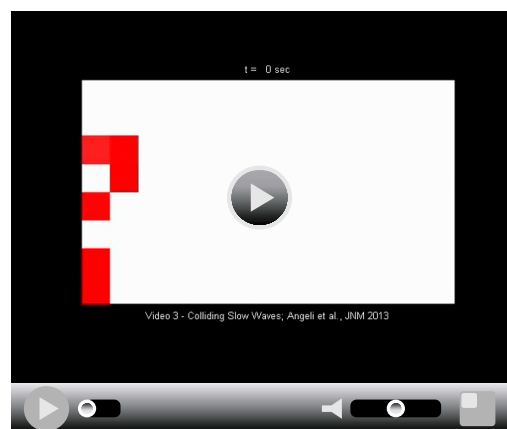 t = 0 sec
Video 3 - Colliding Slow Waves; Angeli et al., JNM 2013